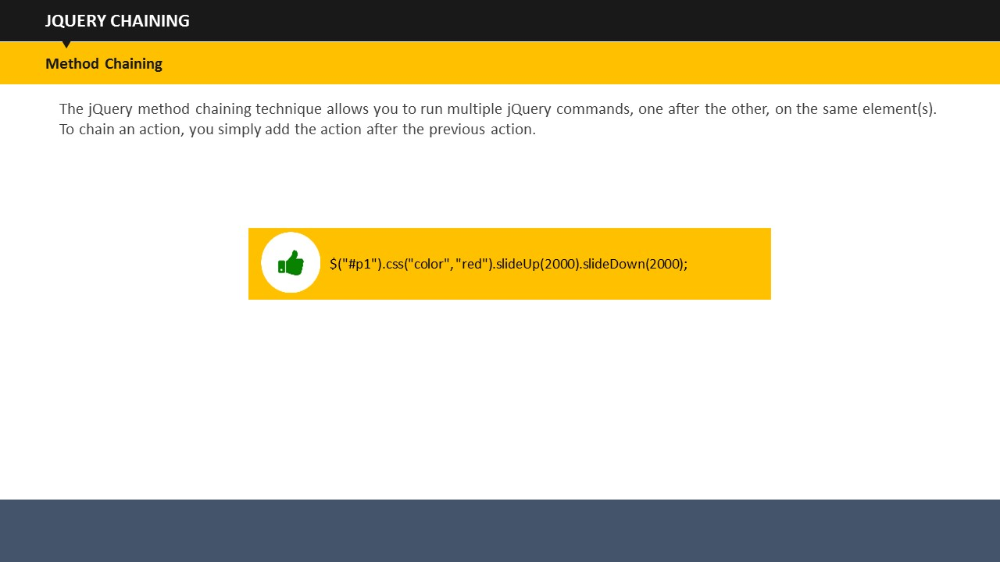 JQUERY CHAINING
Method Chaining
The jQuery method chaining technique allows you to run multiple jQuery commands, one after the other, on the same element(s).
To chain an action, you simply add the action after the previous action.
$("#p1").css("color", "red").slideUp(2000).slideDown(2000);